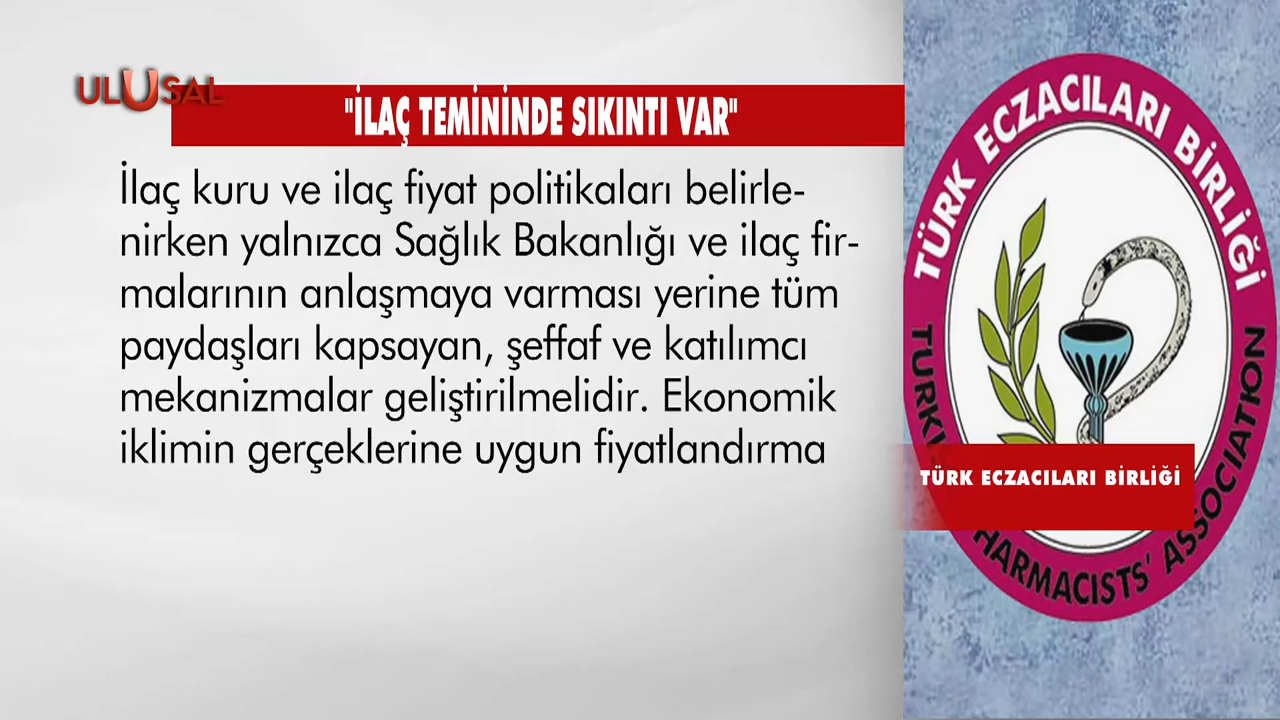 ULUSAL
"İLAÇ TEMİNİNDE SIKINTI VAR"
İlaç kuru ve ilaç fiyat politikaları belirle-
nirken yalnızca Sağlık Bakanlığı ve ilaç fir-
malarının anlaşmaya varması yerine tüm
paydaşları kapsayan, şeffaf ve katılımcı
mekanizmalar geliştirilmelidir. Ekonomik
iklimin gerçeklerine uygun fiyatlandırma
TÜRK ECZACILARI BİRLİĞİ
ASSOCIATION
TÜRK ECZACILARI BİRLİĞİ